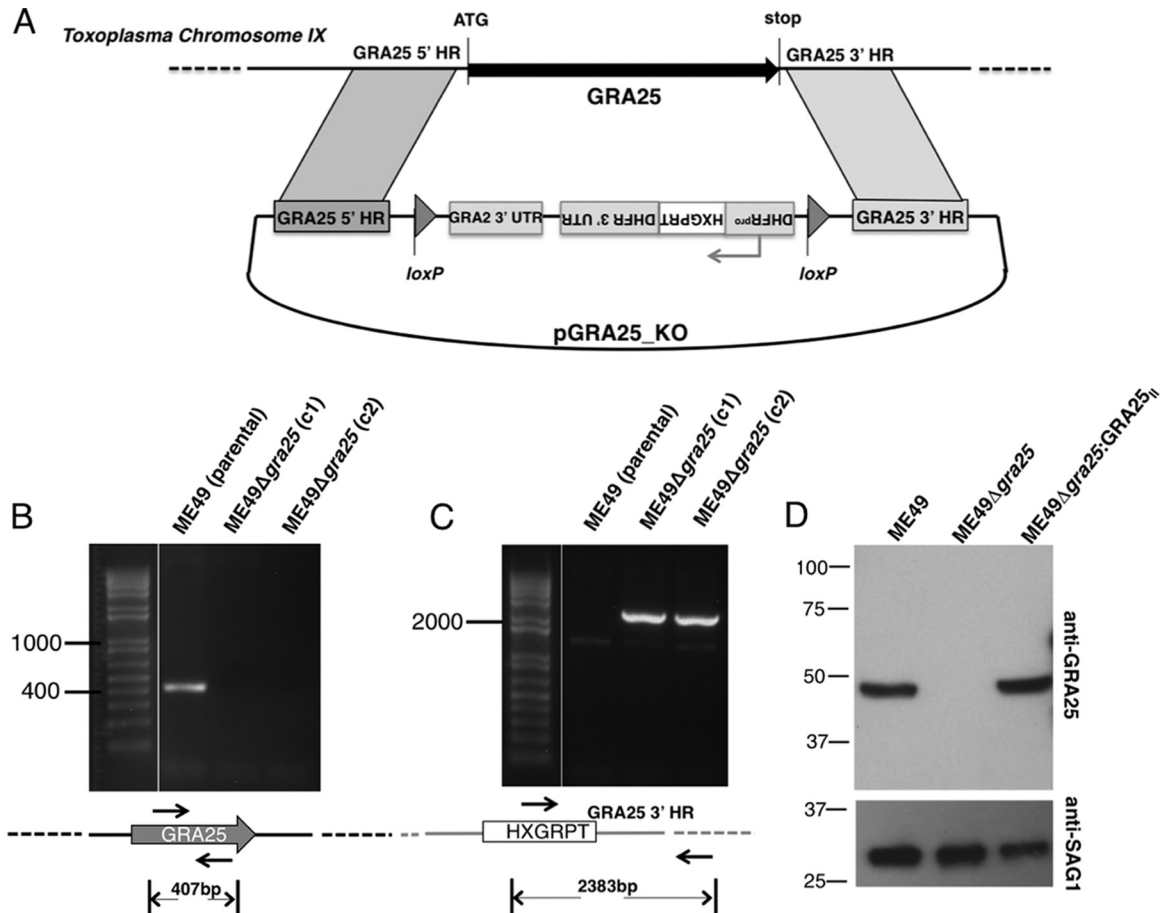 A
Toxoplasma Chromosome IX
ATG
stop
GRA25 5' HR
GRA25 3' HR
GRA25
GRA25 5' HR
GRA2 3' UTR
DHFR 3' UTR
HXGPRT
DHFRpro
GRA25 3' HR
loxP
loxP
pGRA25_KO
B
ME49 (parental)
ME49Δgra25 (c1)
ME49Δgra25 (c2)
1000
400
GRA25
407bp
C
ME49 (parental)
ME49Δgra25 (c1)
ME49Δgra25 (c2)
2000
GRA25 3' HR
HXGRPT
2383bp
D
ME49
ME49Δgra25
ME49Δgra25:GRA25II
100
75
50
37
anti-GRA25
37
25
anti-SAG1